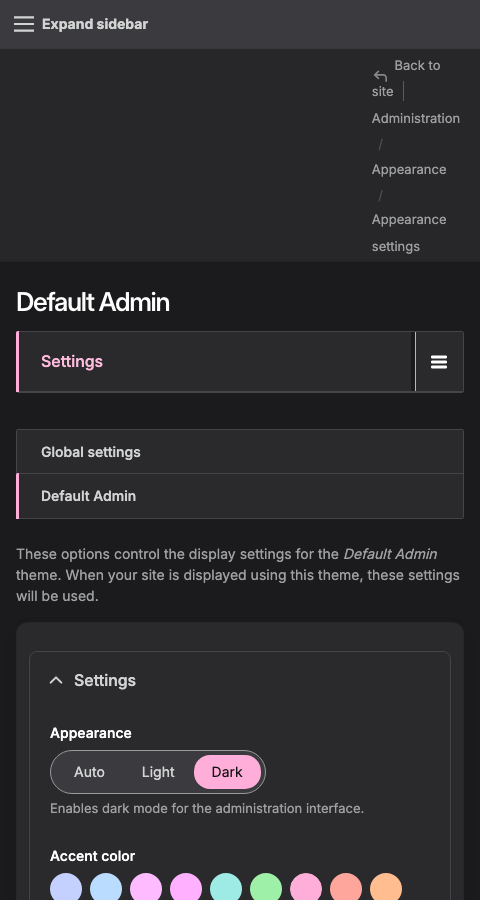 Expand sidebar
Back to
site
Administration
/
Appearance
/
Appearance
settings
Default Admin
Settings
Global settings
Default Admin
These options control the display settings for the Default Admin
theme. When your site is displayed using this theme, these settings
will be used.
Settings
Appearance
Auto Light Dark
Enables dark mode for the administration interface.
Accent color